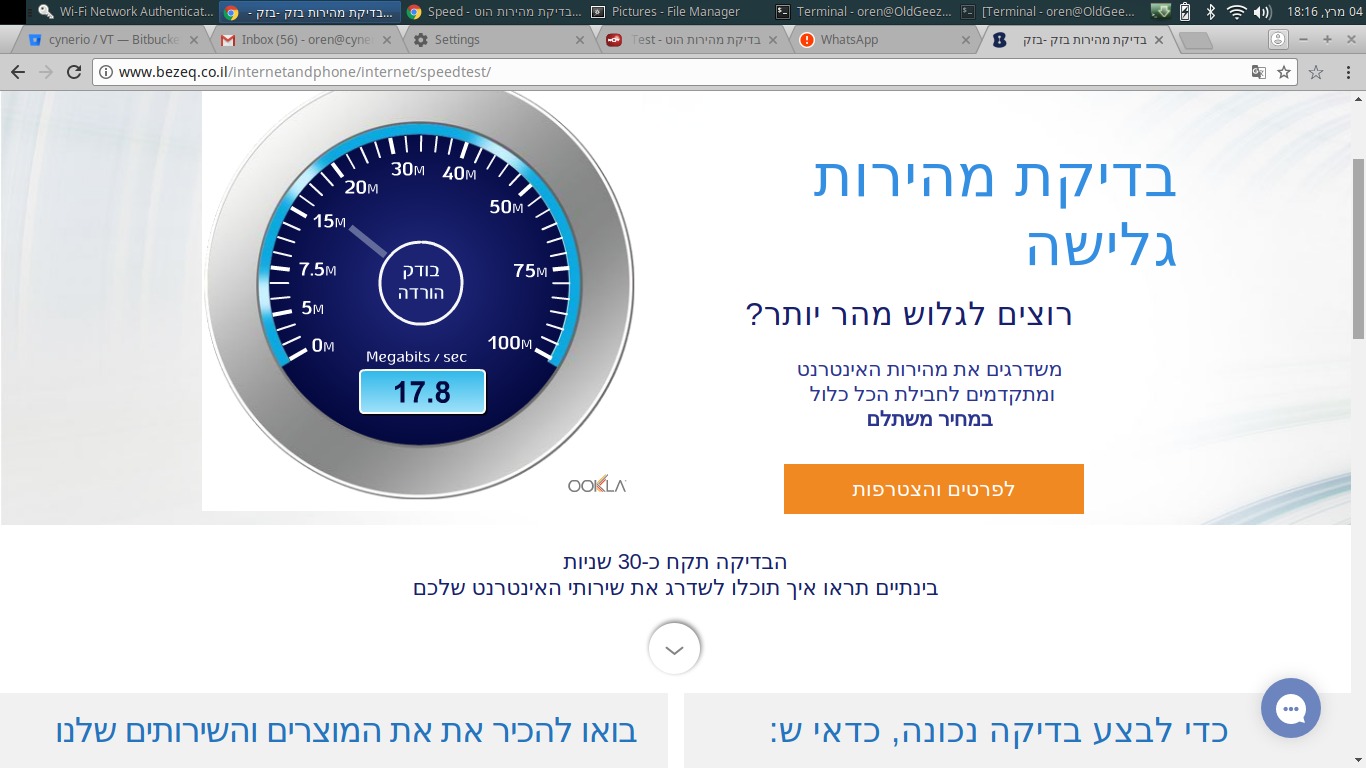 Wi-Fi Network Authenticat...
בדיקת מהירות בזק -בזק - ...
Speed - בדיקת מהירות הוט...
Pictures - File Manager
Terminal - oren@OldGeez...
[Terminal - oren@OldGee...
04 מרץ, 18:16
cynerio / VT — Bitbucke
Inbox (56) - oren@cyne
Settings
Test - בדיקת מהירות הוט
WhatsApp
בדיקת מהירות בזק -בזק
www.bezeq.co.il/internetandphone/internet/speedtest/
0M
5M
7.5M
15M
20M
30M
40M
50M
75M
100M
בודק
הורדה
Megabits / sec
17.8
OOKLA
בדיקת מהירות
גלישה
רוצים לגלוש מהר יותר?
משדרגים את מהירות האינטרנט
ומתקדמים לחבילת הכל כלול
במחיר משתלם
לפרטים והצטרפות
הבדיקה תקח כ-30 שניות
בינתיים תראו איך תוכלו לשדרג את שירותי האינטרנט שלכם
כדי לבצע בדיקה נכונה, כדאי ש:
בואו להכיר את את המוצרים והשירותים שלנו